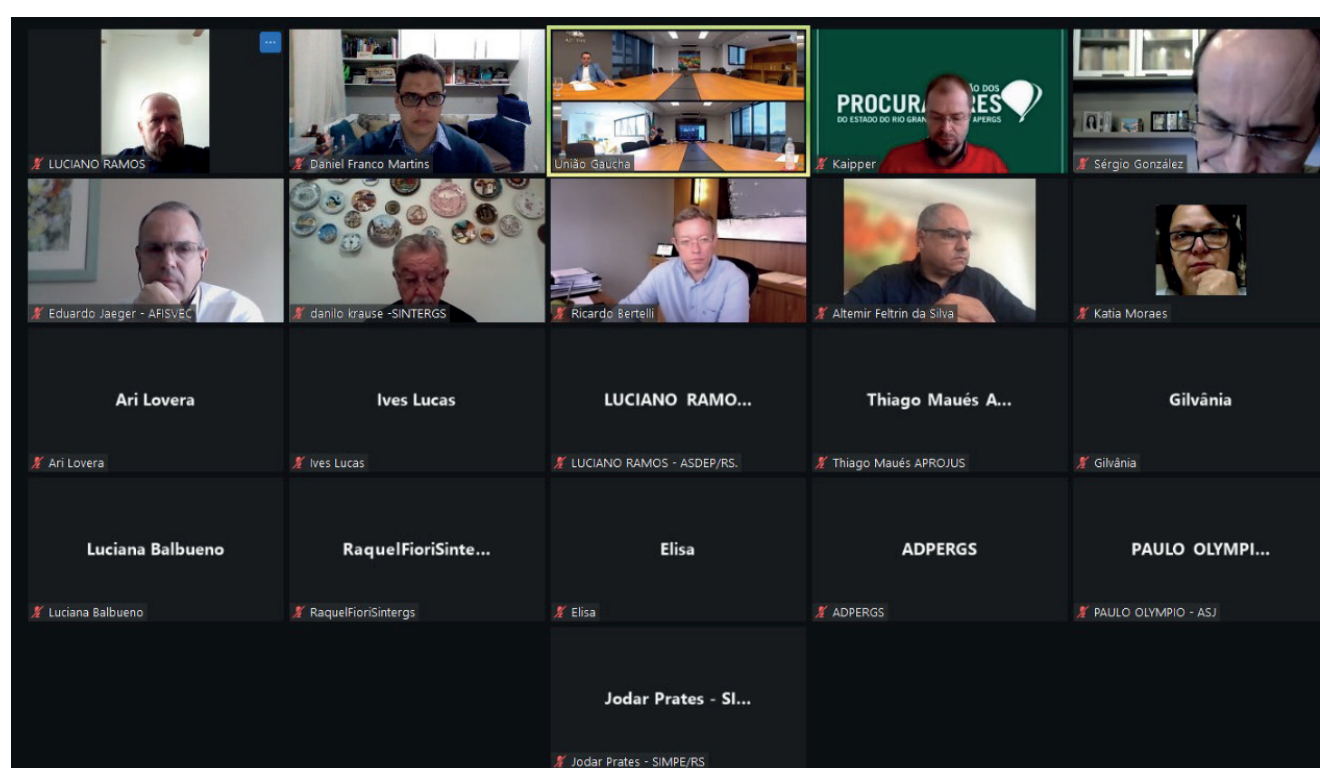 PROCURA ÃO DOS RES
DO ESTADO DO RIO GRAN APERGS
LUCIANO RAMOS
Daniel Franco Martins
União Gaúcha
Kaipper
Sérgio González
Eduardo Jaeger - AFISVEC
danilo krause -SINTERGS
Ricardo Bertelli
Altemir Feltrin da Silva
Katia Moraes
Ari Lovera
Ives Lucas
LUCIANO RAMO...
Thiago Maués A...
Gilvânia
Ari Lovera
Ives Lucas
LUCIANO RAMOS - ASDEP/RS.
Thiago Maués APROJUS
Gilvânia
Luciana Balbueno
RaquelFioriSinte...
Elisa
ADPERGS
PAULO OLYMPI...
Luciana Balbueno
RaquelFioriSintergs
Elisa
ADPERGS
PAULO OLYMPIO - ASJ
Jodar Prates - SI...
Jodar Prates - SIMPE/RS